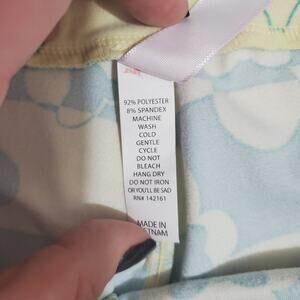 92% POLYESTER
8% SPANDEX
MACHINE
WASH
COLD
GENTLE
CYCLE
DO NOT
BLEACH
HANG DRY
DO NOT IRON
OR YOU'LL BE SAD
RN# 142161
MADE IN